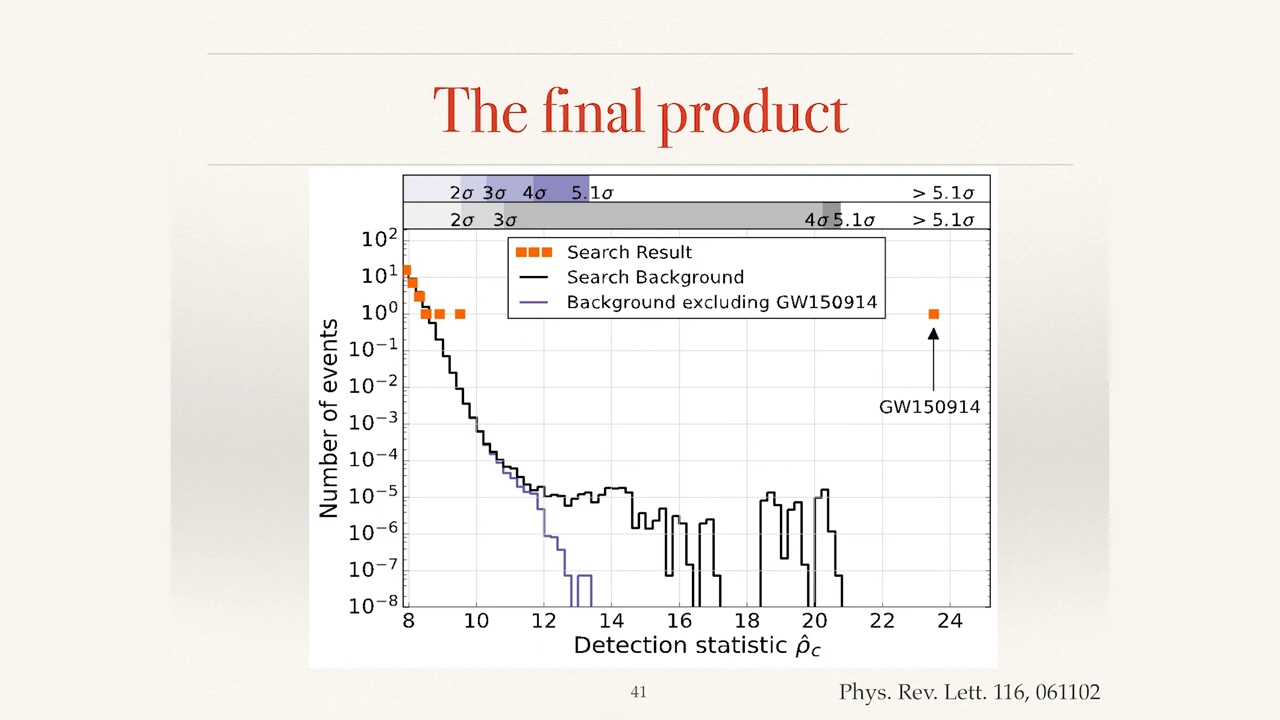 The final product
2σ 3σ 4σ 5.1σ > 5.1σ
2σ 3σ 4σ 5.1σ > 5.1σ
Search Result
Search Background
Background excluding GW150914
10² 
10¹
10⁰
10⁻¹
10⁻²
10⁻³
10⁻⁴
10⁻⁵
10⁻⁶
10⁻⁷
10⁻⁸
Number of events
GW150914
8 10 12 14 16 18 20 22 24
Detection statistic ρ̂c
41
Phys. Rev. Lett. 116, 061102